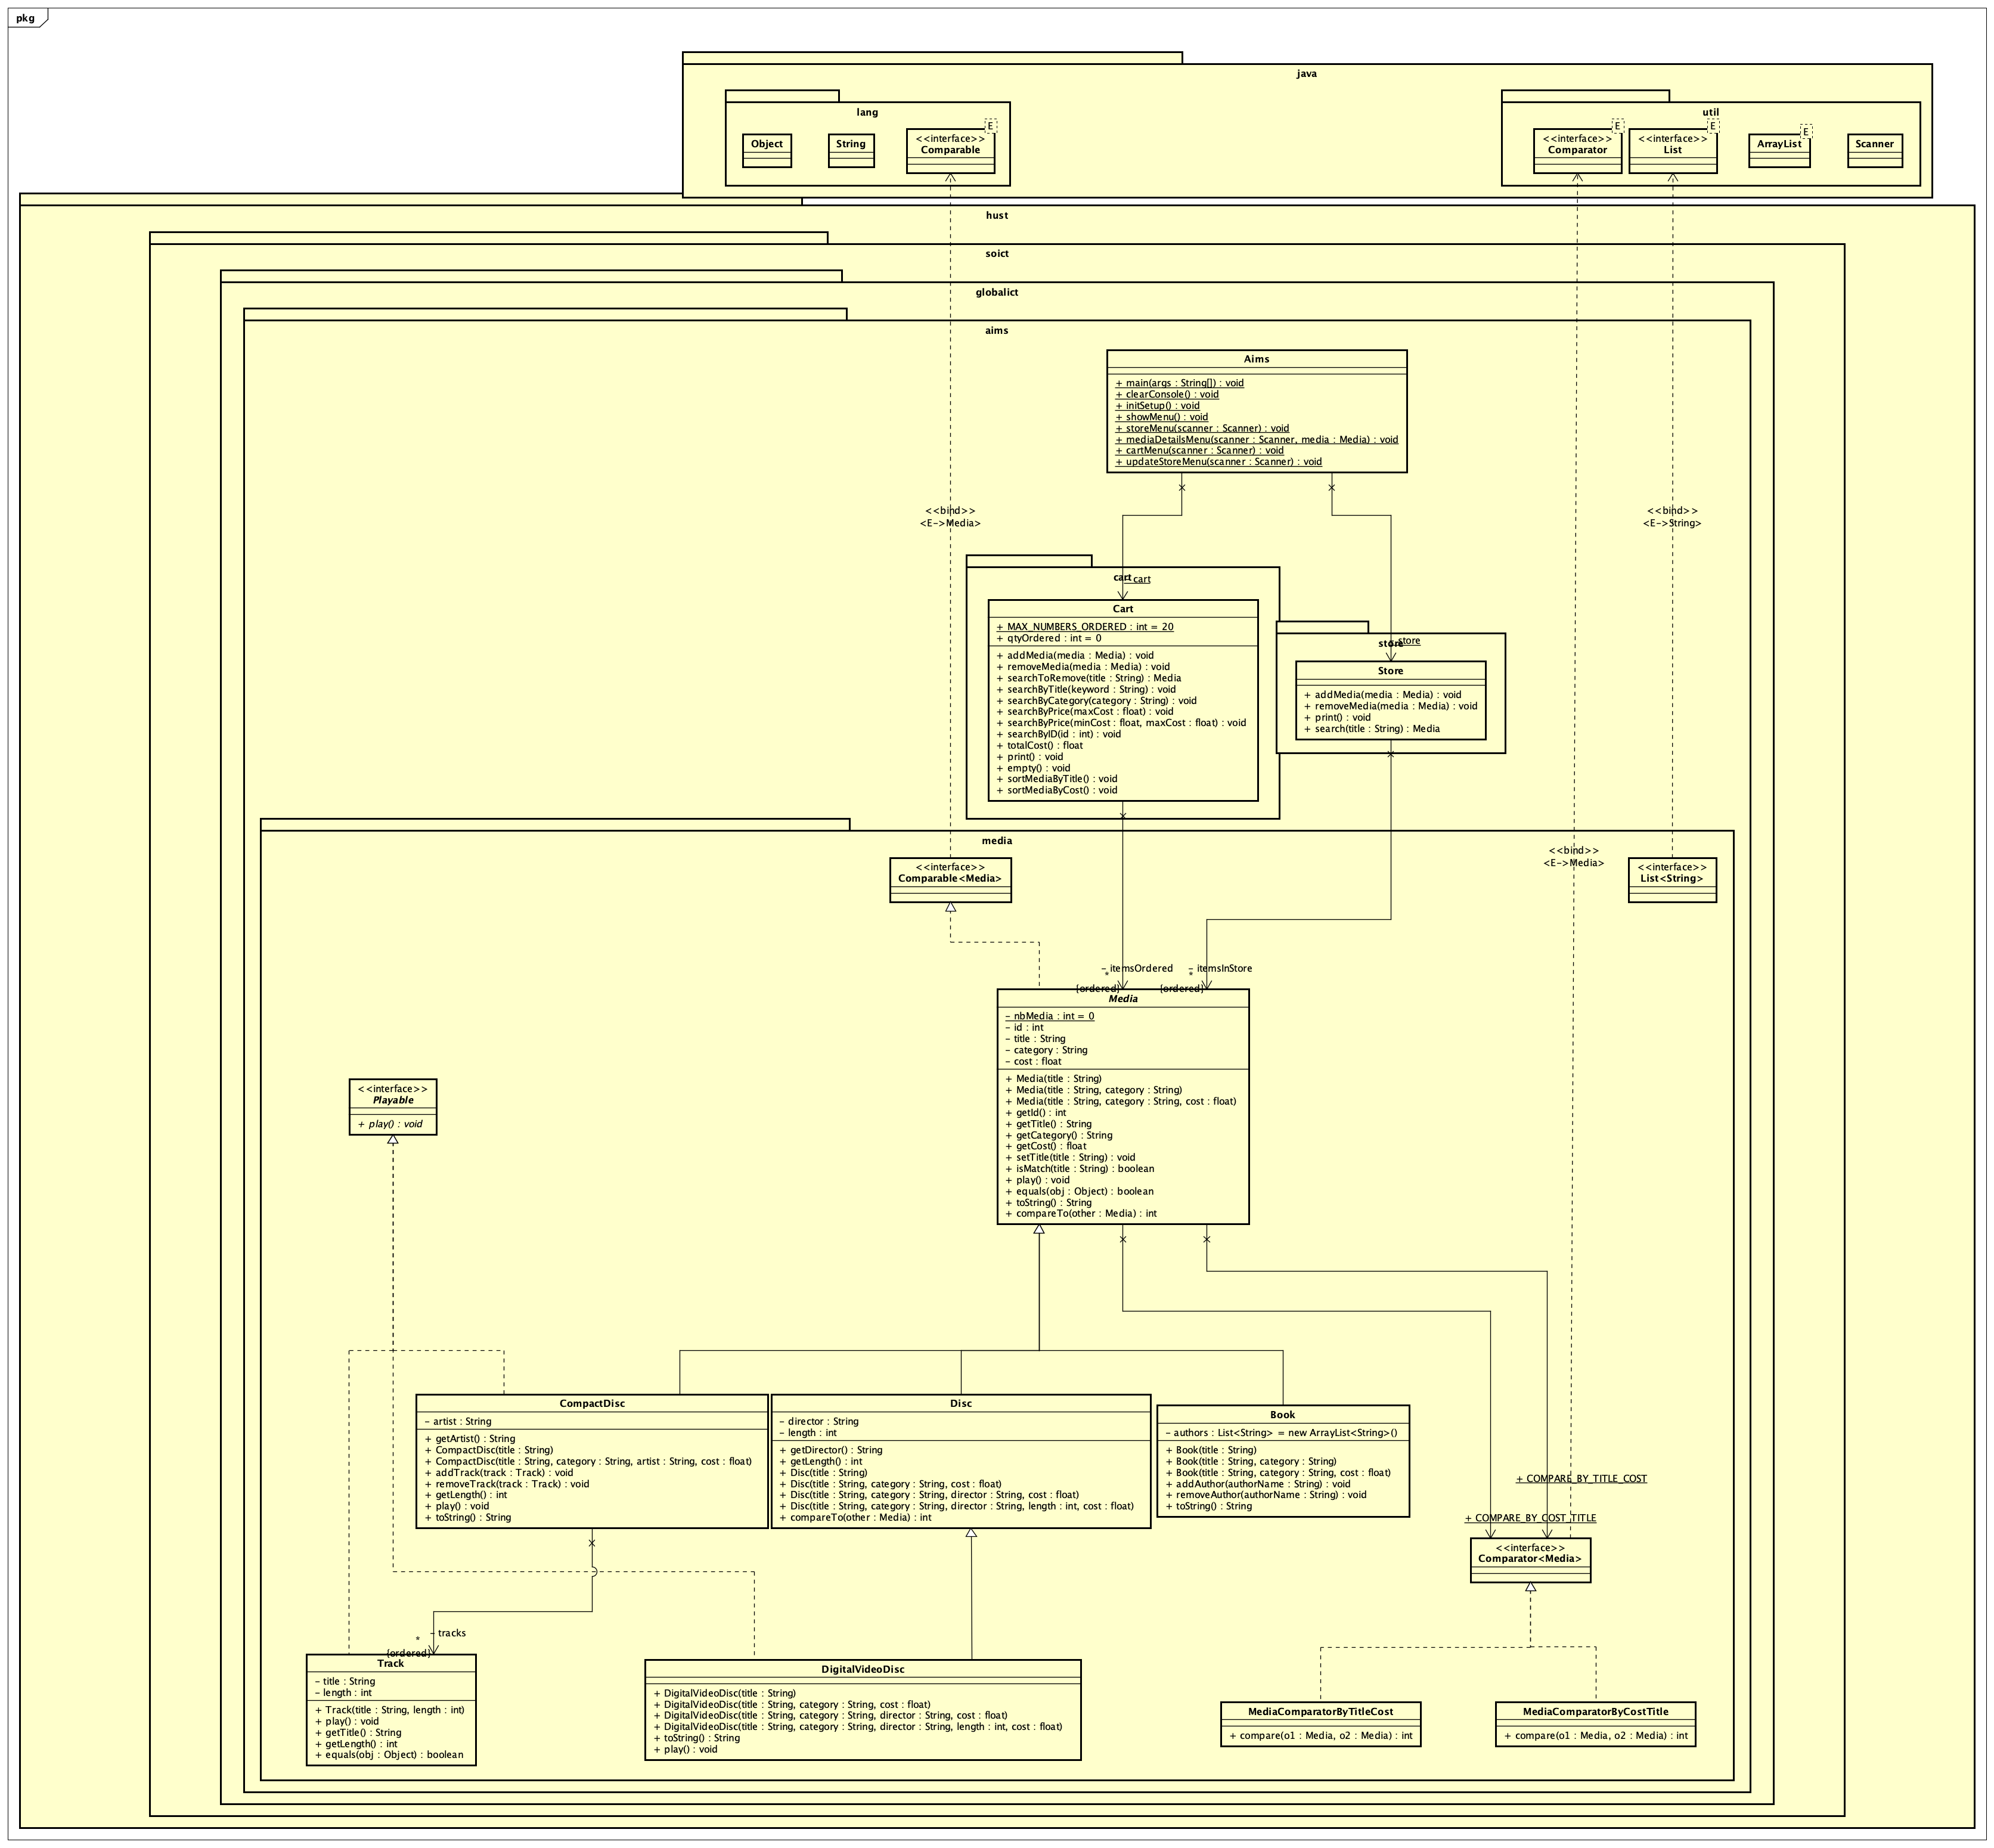 pkg
java
lang
Object
String
E
<<interface>>
Comparable
util
E
<<interface>>
Comparator
E
<<interface>>
List
E
ArrayList
Scanner
hust
soict
globalict
aims
Aims
+ main(args : String[]) : void
+ clearConsole() : void
+ initSetup() : void
+ showMenu() : void
+ storeMenu(scanner : Scanner) : void
+ mediaDetailsMenu(scanner : Scanner, media : Media) : void
+ cartMenu(scanner : Scanner) : void
+ updateStoreMenu(scanner : Scanner) : void
<<bind>>
<E->Media>
<<bind>>
<E->String>
cart
- cart
Cart
+ MAX_NUMBERS_ORDERED : int = 20
+ qtyOrdered : int = 0
+ addMedia(media : Media) : void
+ removeMedia(media : Media) : void
+ searchToRemove(title : String) : Media
+ searchByTitle(keyword : String) : void
+ searchByCategory(category : String) : void
+ searchByPrice(maxCost : float) : void
+ searchByPrice(minCost : float, maxCost : float) : void
+ searchByID(id : int) : void
+ totalCost() : float
+ print() : void
+ empty() : void
+ sortMediaByTitle() : void
+ sortMediaByCost() : void
store
- store
Store
+ addMedia(media : Media) : void
+ removeMedia(media : Media) : void
+ print() : void
+ search(title : String) : Media
media
<<interface>>
Comparable<Media>
<<bind>>
<E->Media>
<<interface>>
List<String>
- itemsOrdered
*
{ordered}
- itemsInStore
*
{ordered}
Media
- nbMedia : int = 0
- id : int
- title : String
- category : String
- cost : float
+ Media(title : String)
+ Media(title : String, category : String)
+ Media(title : String, category : String, cost : float)
+ getId() : int
+ getTitle() : String
+ getCategory() : String
+ getCost() : float
+ setTitle(title : String) : void
+ isMatch(title : String) : boolean
+ play() : void
+ equals(obj : Object) : boolean
+ toString() : String
+ compareTo(other : Media) : int
<<interface>>
Playable
+ play() : void
CompactDisc
- artist : String
+ getArtist() : String
+ CompactDisc(title : String)
+ CompactDisc(title : String, category : String, artist : String, cost : float)
+ addTrack(track : Track) : void
+ removeTrack(track : Track) : void
+ getLength() : int
+ play() : void
+ toString() : String
Disc
- director : String
- length : int
+ getDirector() : String
+ getLength() : int
+ Disc(title : String)
+ Disc(title : String, category : String, cost : float)
+ Disc(title : String, category : String, director : String, cost : float)
+ Disc(title : String, category : String, director : String, length : int, cost : float)
+ compareTo(other : Media) : int
Book
- authors : List<String> = new ArrayList<String>()
+ Book(title : String)
+ Book(title : String, category : String)
+ Book(title : String, category : String, cost : float)
+ addAuthor(authorName : String) : void
+ removeAuthor(authorName : String) : void
+ toString() : String
+ COMPARE_BY_TITLE_COST
+ COMPARE_BY_COST_TITLE
<<interface>>
Comparator<Media>
- tracks
*
{ordered}
Track
- title : String
- length : int
+ Track(title : String, length : int)
+ play() : void
+ getTitle() : String
+ getLength() : int
+ equals(obj : Object) : boolean
DigitalVideoDisc
+ DigitalVideoDisc(title : String)
+ DigitalVideoDisc(title : String, category : String, cost : float)
+ DigitalVideoDisc(title : String, category : String, director : String, cost : float)
+ DigitalVideoDisc(title : String, category : String, director : String, length : int, cost : float)
+ toString() : String
+ play() : void
MediaComparatorByTitleCost
+ compare(o1 : Media, o2 : Media) : int
MediaComparatorByCostTitle
+ compare(o1 : Media, o2 : Media) : int